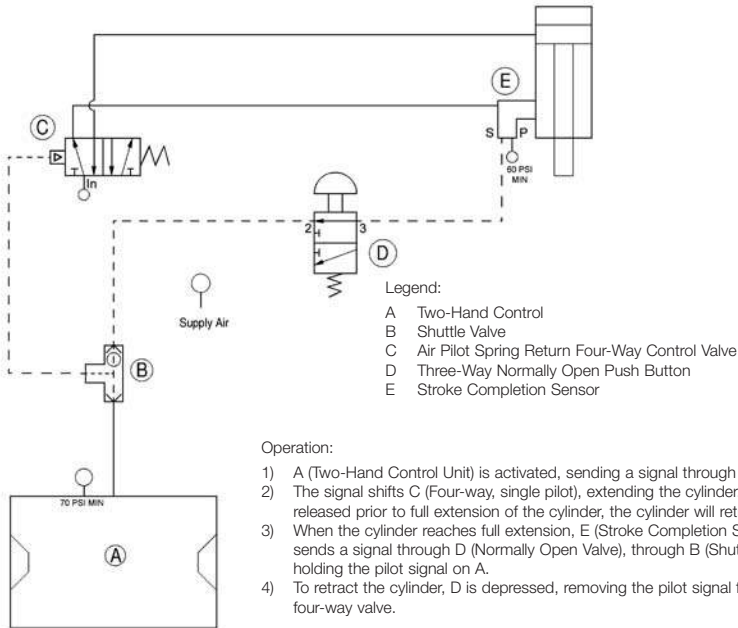 E
C
S P
60 PSI
MIN
In
2 3
D
Supply Air
Legend:
A Two-Hand Control
B Shuttle Valve
C Air Pilot Spring Return Four-Way Control Valve
D Three-Way Normally Open Push Button
E Stroke Completion Sensor
B
Operation:
1) A (Two-Hand Control Unit) is activated, sending a signal through
2) The signal shifts C (Four-way, single pilot), extending the cylinder
released prior to full extension of the cylinder, the cylinder will
3) When the cylinder reaches full extension, E (Stroke Completion
sends a signal through D (Normally Open Valve), through B
holding the pilot signal on A.
4) To retract the cylinder, D is depressed, removing the pilot signal
four-way valve.
70 PSI MIN
A